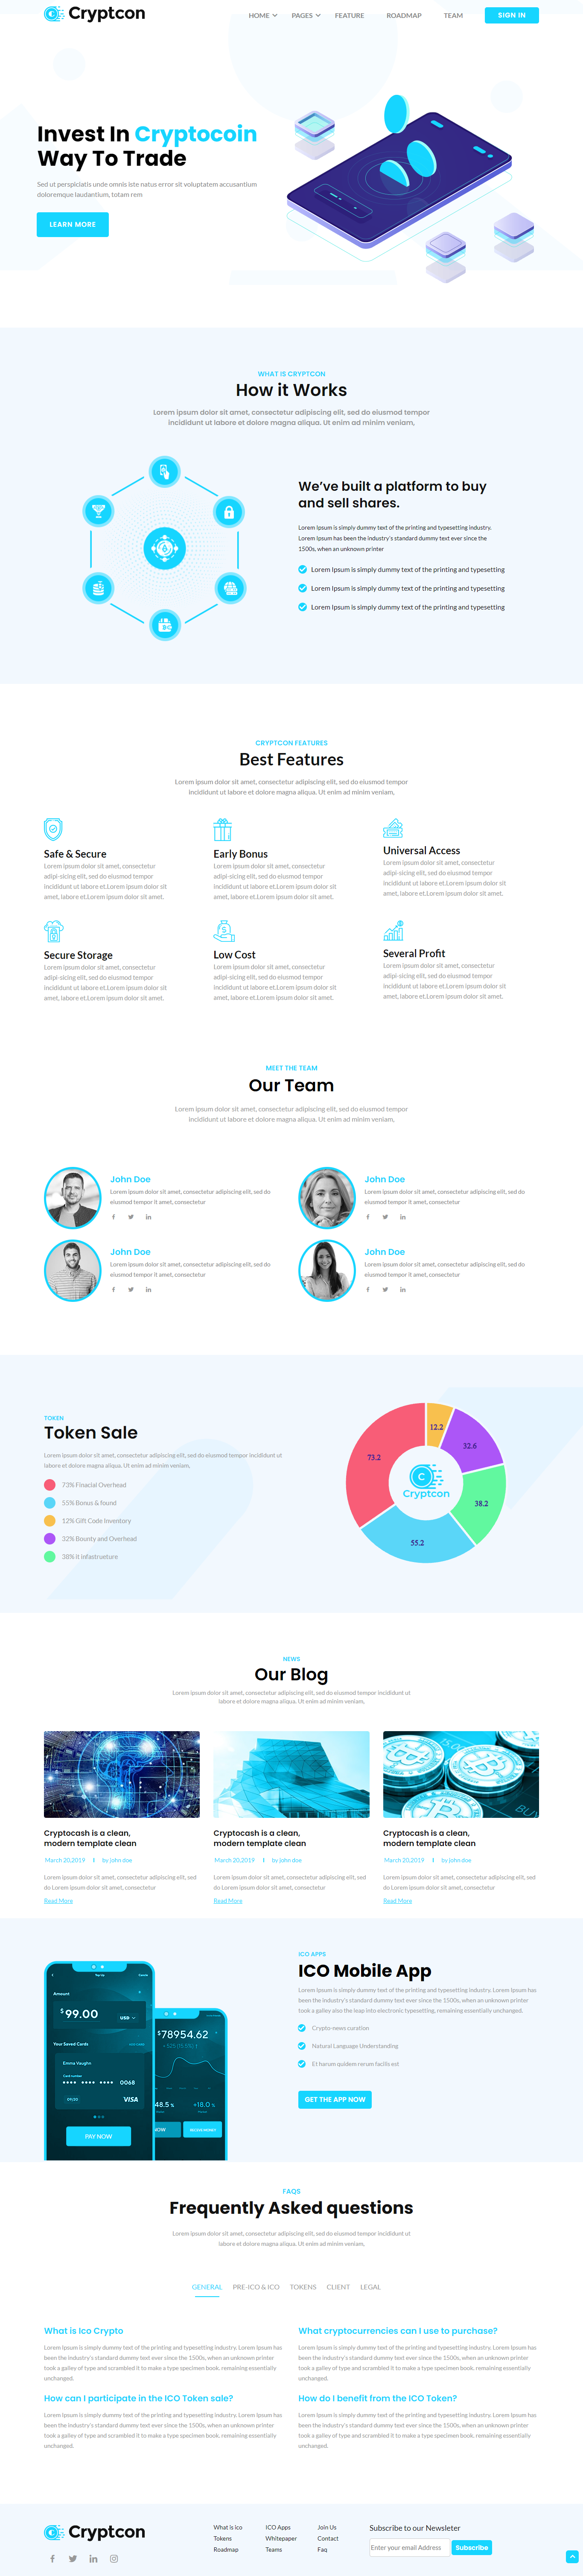 Cryptcon
HOME PAGES FEATURE ROADMAP TEAM SIGN IN
Invest In Cryptocoin
Way To Trade
Sed ut perspiciatis unde omnis iste natus error sit voluptatem accusantium
doloremque laudantium, totam rem
LEARN MORE
WHAT IS CRYPTCON
How it Works
Lorem ipsum dolor sit amet, consectetur adipiscing elit, sed do eiusmod tempor
incididunt ut labore et dolore magna aliqua. Ut enim ad minim veniam,
We've built a platform to buy
and sell shares.
Lorem Ipsum is simply dummy text of the printing and typesetting industry.
Lorem Ipsum has been the industry's standard dummy text ever since the
1500s, when an unknown printer
Lorem Ipsum is simply dummy text of the printing and typesetting
Lorem Ipsum is simply dummy text of the printing and typesetting
Lorem Ipsum is simply dummy text of the printing and typesetting
CRYPTCON FEATURES
Best Features
Lorem ipsum dolor sit amet, consectetur adipiscing elit, sed do eiusmod tempor
incididunt ut labore et dolore magna aliqua. Ut enim ad minim veniam,
Safe & Secure
Lorem ipsum dolor sit amet, consectetur
adipi-sicing elit, sed do eiusmod tempor
incididunt ut labore et.Lorem ipsum dolor sit
amet, labore et.Lorem ipsum dolor sit amet.
Early Bonus
Lorem ipsum dolor sit amet, consectetur
adipi-sicing elit, sed do eiusmod tempor
incididunt ut labore et.Lorem ipsum dolor sit
amet, labore et.Lorem ipsum dolor sit amet.
Universal Access
Lorem ipsum dolor sit amet, consectetur
adipi-sicing elit, sed do eiusmod tempor
incididunt ut labore et.Lorem ipsum dolor sit
amet, labore et.Lorem ipsum dolor sit amet.
Secure Storage
Lorem ipsum dolor sit amet, consectetur
adipi-sicing elit, sed do eiusmod tempor
incididunt ut labore et.Lorem ipsum dolor sit
amet, labore et.Lorem ipsum dolor sit amet.
Low Cost
Lorem ipsum dolor sit amet, consectetur
adipi-sicing elit, sed do eiusmod tempor
incididunt ut labore et.Lorem ipsum dolor sit
amet, labore et.Lorem ipsum dolor sit amet.
Several Profit
Lorem ipsum dolor sit amet, consectetur
adipi-sicing elit, sed do eiusmod tempor
incididunt ut labore et.Lorem ipsum dolor sit
amet, labore et.Lorem ipsum dolor sit amet.
MEET THE TEAM
Our Team
Lorem ipsum dolor sit amet, consectetur adipiscing elit, sed do eiusmod tempor
incididunt ut labore et dolore magna aliqua. Ut enim ad minim veniam,
John Doe
Lorem ipsum dolor sit amet, consectetur adipiscing elit, sed do
eiusmod tempor it amet, consectetur
John Doe
Lorem ipsum dolor sit amet, consectetur adipiscing elit, sed do
eiusmod tempor it amet, consectetur
John Doe
Lorem ipsum dolor sit amet, consectetur adipiscing elit, sed do
eiusmod tempor it amet, consectetur
John Doe
Lorem ipsum dolor sit amet, consectetur adipiscing elit, sed do
eiusmod tempor it amet, consectetur
TOKEN
Token Sale
Lorem ipsum dolor sit amet, consectetur adipiscing elit, sed do eiusmod tempor incididunt ut
labore et dolore magna aliqua. Ut enim ad minim veniam,
73% Finacial Overhead
55% Bonus & found
12% Gift Code Inventory
32% Bounty and Overhead
38% it infastrueture
12.2
32.6
73.2
Cryptcon
38.2
55.2
NEWS
Our Blog
Lorem ipsum dolor sit amet, consectetur adipiscing elit, sed do eiusmod tempor incididunt ut
labore et dolore magna aliqua. Ut enim ad minim veniam,
Cryptocash is a clean,
modern template clean
March 20,2019 by john doe
Lorem ipsum dolor sit amet, consectetur adipiscing elit, sed
do Lorem ipsum dolor sit amet, consectetur
Read More
Cryptocash is a clean,
modern template clean
March 20,2019 by john doe
Lorem ipsum dolor sit amet, consectetur adipiscing elit, sed
do Lorem ipsum dolor sit amet, consectetur
Read More
Cryptocash is a clean,
modern template clean
March 20,2019 by john doe
Lorem ipsum dolor sit amet, consectetur adipiscing elit, sed
do Lorem ipsum dolor sit amet, consectetur
Read More
Top Up
Amount
$99.00
USD
Your Saved Cards
Emma Vaughn
Card number
0068
09/20 VISA
PAY NOW
$78954.62
48.5 % +18.0 %
RECEIVE MONEY
ICO APPS
ICO Mobile App
Lorem Ipsum is simply dummy text of the printing and typesetting industry. Lorem Ipsum has
been the industry's standard dummy text ever since the 1500s, when an unknown printer
took a galley also the leap into electronic typesetting, remaining essentially unchanged.
Crypto-news curation
Natural Language Understanding
Et harum quidem rerum facilis est
GET THE APP NOW
FAQS
Frequently Asked questions
Lorem ipsum dolor sit amet, consectetur adipiscing elit, sed do eiusmod tempor incididunt ut
labore et dolore magna aliqua. Ut enim ad minim veniam,
GENERAL PRE-ICO & ICO TOKENS CLIENT LEGAL
What is Ico Crypto
Lorem Ipsum is simply dummy text of the printing and typesetting industry. Lorem Ipsum has
been the industry's standard dummy text ever since the 1500s, when an unknown printer
took a galley of type and scrambled it to make a type specimen book. remaining essentially
unchanged.
What cryptocurrencies can I use to purchase?
Lorem Ipsum is simply dummy text of the printing and typesetting industry. Lorem Ipsum has
been the industry's standard dummy text ever since the 1500s, when an unknown printer
took a galley of type and scrambled it to make a type specimen book. remaining essentially
unchanged.
How can I participate in the ICO Token sale?
Lorem Ipsum is simply dummy text of the printing and typesetting industry. Lorem Ipsum has
been the industry's standard dummy text ever since the 1500s, when an unknown printer
took a galley of type and scrambled it to make a type specimen book. remaining essentially
unchanged.
How do I benefit from the ICO Token?
Lorem Ipsum is simply dummy text of the printing and typesetting industry. Lorem Ipsum has
been the industry's standard dummy text ever since the 1500s, when an unknown printer
took a galley of type and scrambled it to make a type specimen book. remaining essentially
unchanged.
Cryptcon
What is ico
Tokens
Roadmap
ICO Apps
Whitepaper
Teams
Join Us
Contact
Faq
Subscribe to our Newsleter
Enter your email Address Subscribe